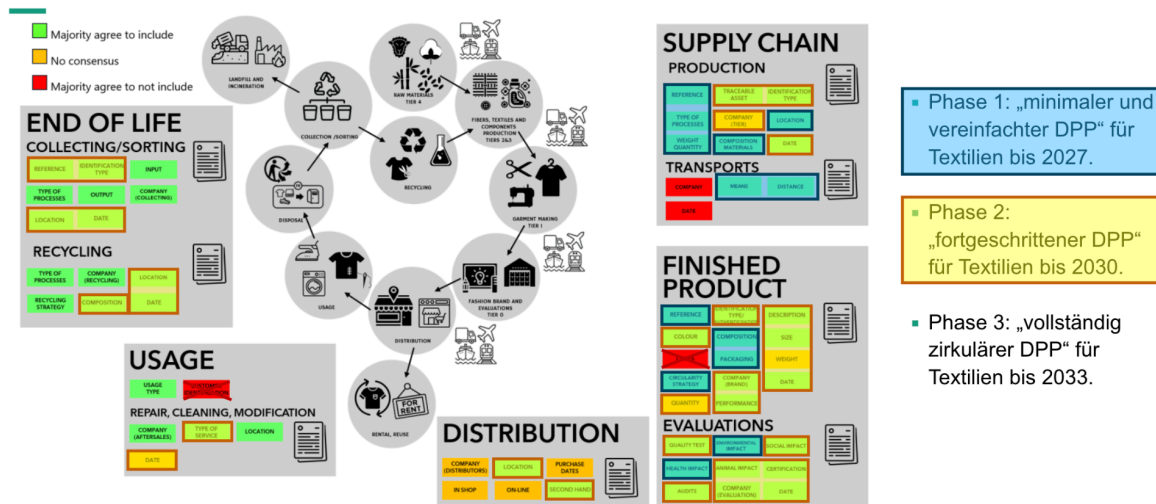 Majority agree to include
No consensus
Majority agree to not include
END OF LIFE
COLLECTING/SORTING
REFERENCE
IDENTIFICATION
TYPE
INPUT
TYPE OF
PROCESSES
OUTPUT
COMPANY
(COLLECTING)
LOCATION
DATE
RECYCLING
TYPE OF
PROCESSES
COMPANY
(RECYCLING)
LOCATION
RECYCLING
STRATEGY
COMPOSITION
DATE
LANDFILL AND
INCINERATION
COLLECTION /SORTING
RAW MATERIALS
TIER 4
FIBERS, TEXTILES AND
COMPONENTS
PRODUCTION
TIERS 2&3
RECYCLING
DISPOSAL
GARMENT MAKING
TIER 1
USAGE
FASHION BRAND AND
EVALUATIONS
TIER 0
DISTRIBUTION
FOR
RENT
RENTAL, REUSE
USAGE
USAGE
TYPE
REPAIR, CLEANING, MODIFICATION
COMPANY
(AFTERSALES)
TYPE OF
SERVICE
LOCATION
DATE
DISTRIBUTION
COMPANY
(DISTRIBUTORS)
LOCATION
PURCHASE
DATES
IN SHOP
ON-LINE
SECOND HAND
SUPPLY CHAIN
PRODUCTION
REFERENCE
TRACEABLE
ASSET
IDENTIFICATION
TYPE
TYPE OF
PROCESSES
COMPANY
(TIER)
LOCATION
WEIGHT
QUANTITY
COMPOSITION
MATERIALS
DATE
TRANSPORTS
COMPANY
MEANS
DISTANCE
DATE
FINISHED
PRODUCT
REFERENCE
IDENTIFICATION
TYPE/
DESCRIPTION
COLOUR
COMPOSITION
SIZE
PACKAGING
WEIGHT
CIRCULARITY
STRATEGY
COMPANY
(BRAND)
DATE
QUANTITY
PERFORMANCE
EVALUATIONS
QUALITY TEST
ENVIRONMENTAL
IMPACT
SOCIAL IMPACT
HEALTH IMPACT
ANIMAL IMPACT
CERTIFICATION
AUDITS
COMPANY
(EVALUATION)
DATE
▪ Phase 1: „minimaler und
vereinfachter DPP“ für
Textilien bis 2027.
▪ Phase 2:
„fortgeschrittener DPP“
für Textilien bis 2030.
▪ Phase 3: „vollständig
zirkulärer DPP“ für
Textilien bis 2033.